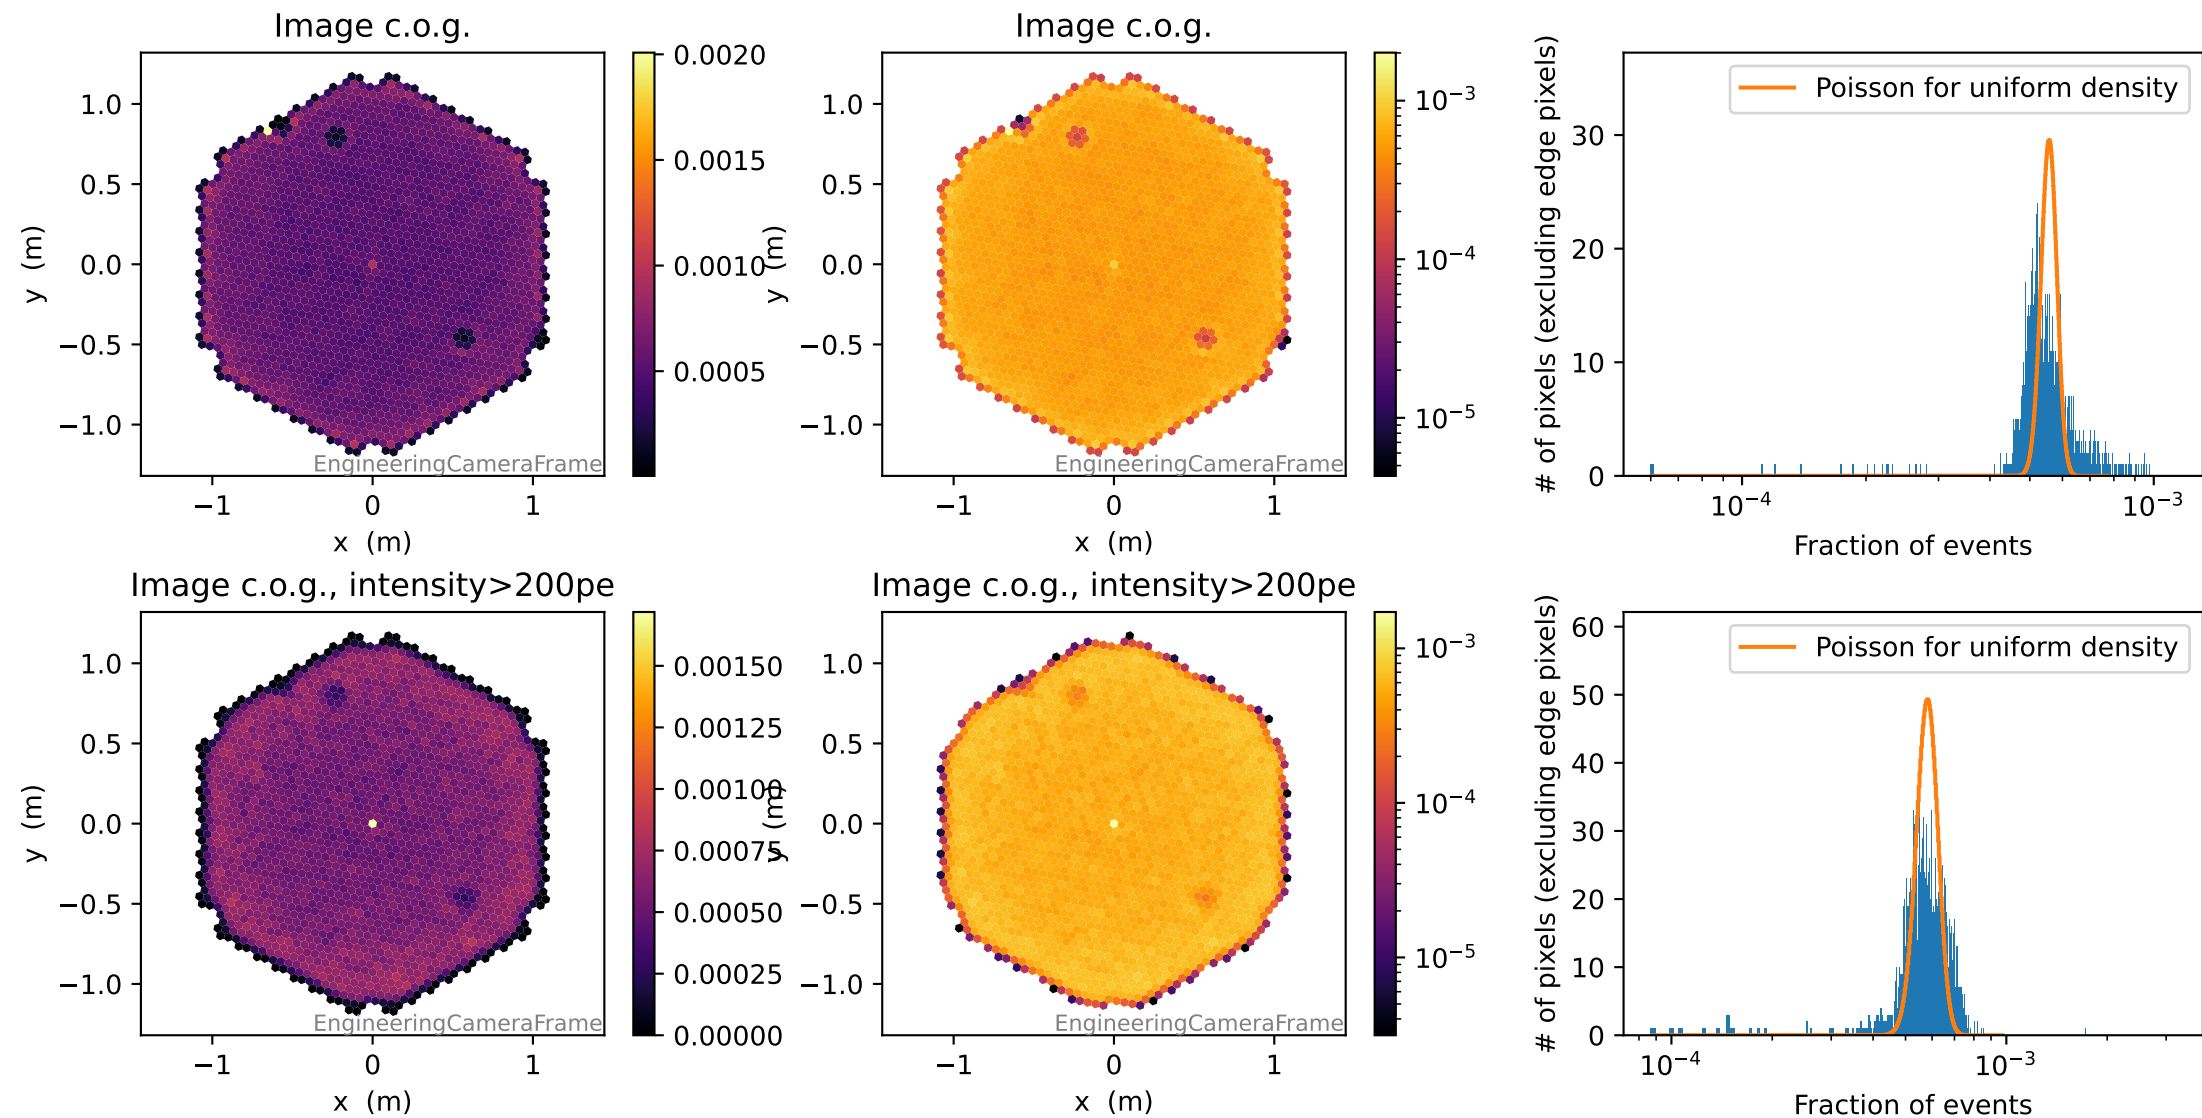 Image c.o.g.
1.0
0.5
0.0
−0.5
−1.0
y (m)
−1
0
1
x (m)
EngineeringCameraFrame
0.0020
0.0015
0.0010
0.0005
Image c.o.g.
1.0
0.5
0.0
−0.5
−1.0
y (m)
−1
0
1
x (m)
EngineeringCameraFrame
10⁻³
10⁻⁴
10⁻⁵
Poisson for uniform density
# of pixels (excluding edge pixels)
30
20
10
0
10⁻⁴
10⁻³
Fraction of events
Image c.o.g., intensity>200pe
1.0
0.5
0.0
−0.5
−1.0
y (m)
−1
0
1
x (m)
EngineeringCameraFrame
0.00150
0.00125
0.00100
0.00075
0.00050
0.00025
0.00000
Image c.o.g., intensity>200pe
1.0
0.5
0.0
−0.5
−1.0
y (m)
−1
0
1
x (m)
EngineeringCameraFrame
10⁻³
10⁻⁴
10⁻⁵
Poisson for uniform density
# of pixels (excluding edge pixels)
60
50
40
30
20
10
0
10⁻⁴
10⁻³
Fraction of events